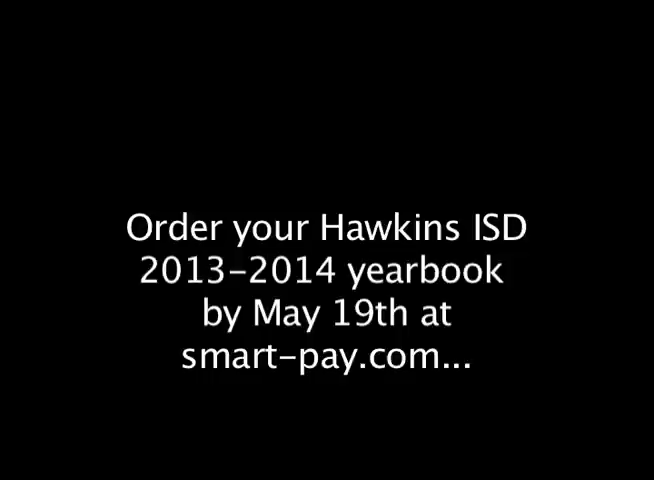 Order your Hawkins ISD
2013-2014 yearbook
by May 19th at
smart-pay.com...